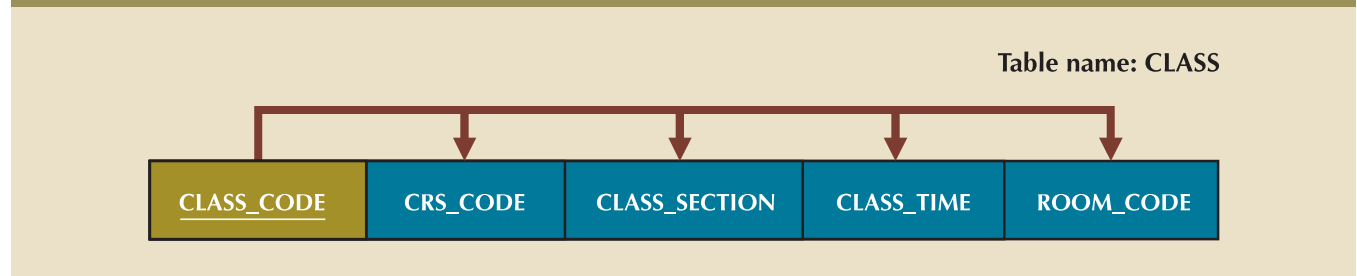 Table name: CLASS
CLASS_CODE CRS_CODE CLASS_SECTION CLASS_TIME ROOM_CODE